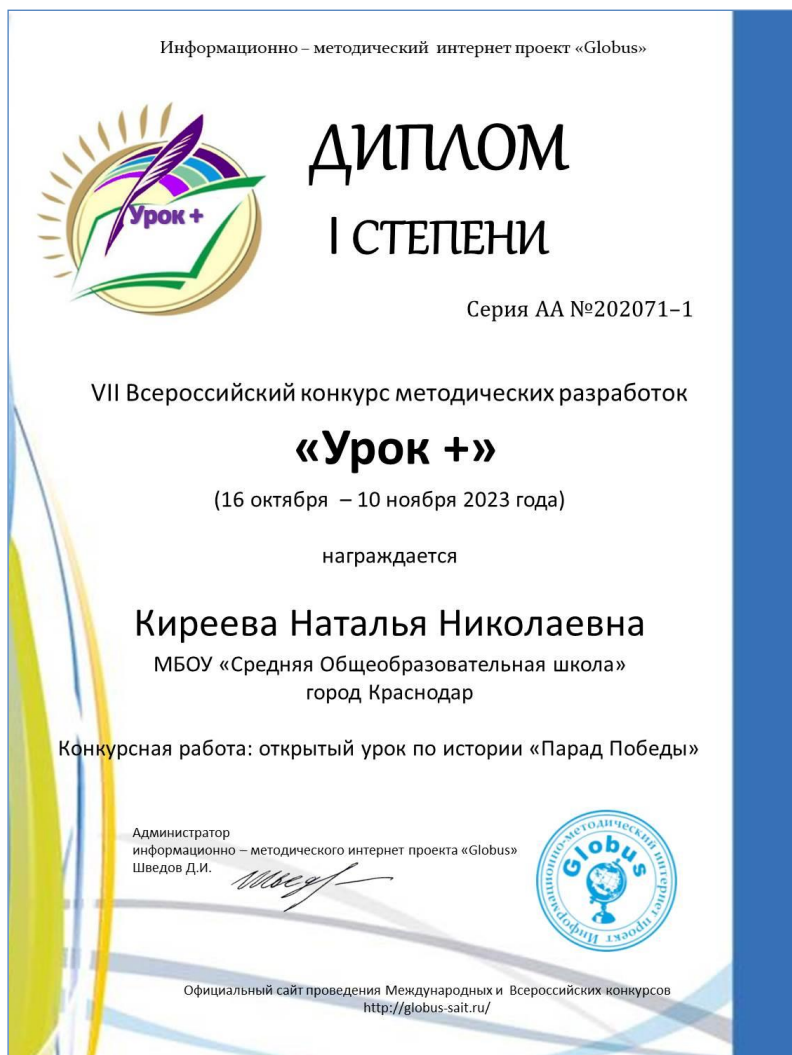 Информационно – методический интернет проект «Globus»
Урок +
ДИПЛОМ
I СТЕПЕНИ
Серия АА №202071–1
VII Всероссийский конкурс методических разработок
«Урок +»
(16 октября – 10 ноября 2023 года)
награждается
Киреева Наталья Николаевна
МБОУ «Средняя Общеобразовательная школа»
город Краснодар
Конкурсная работа: открытый урок по истории «Парад Победы»
Администратор
информационно – методического интернет проекта «Globus»
Шведов Д.И.
Информационно-методический интернет проект
Globus
Официальный сайт проведения Международных и Всероссийских конкурсов
http://globus-sait.ru/